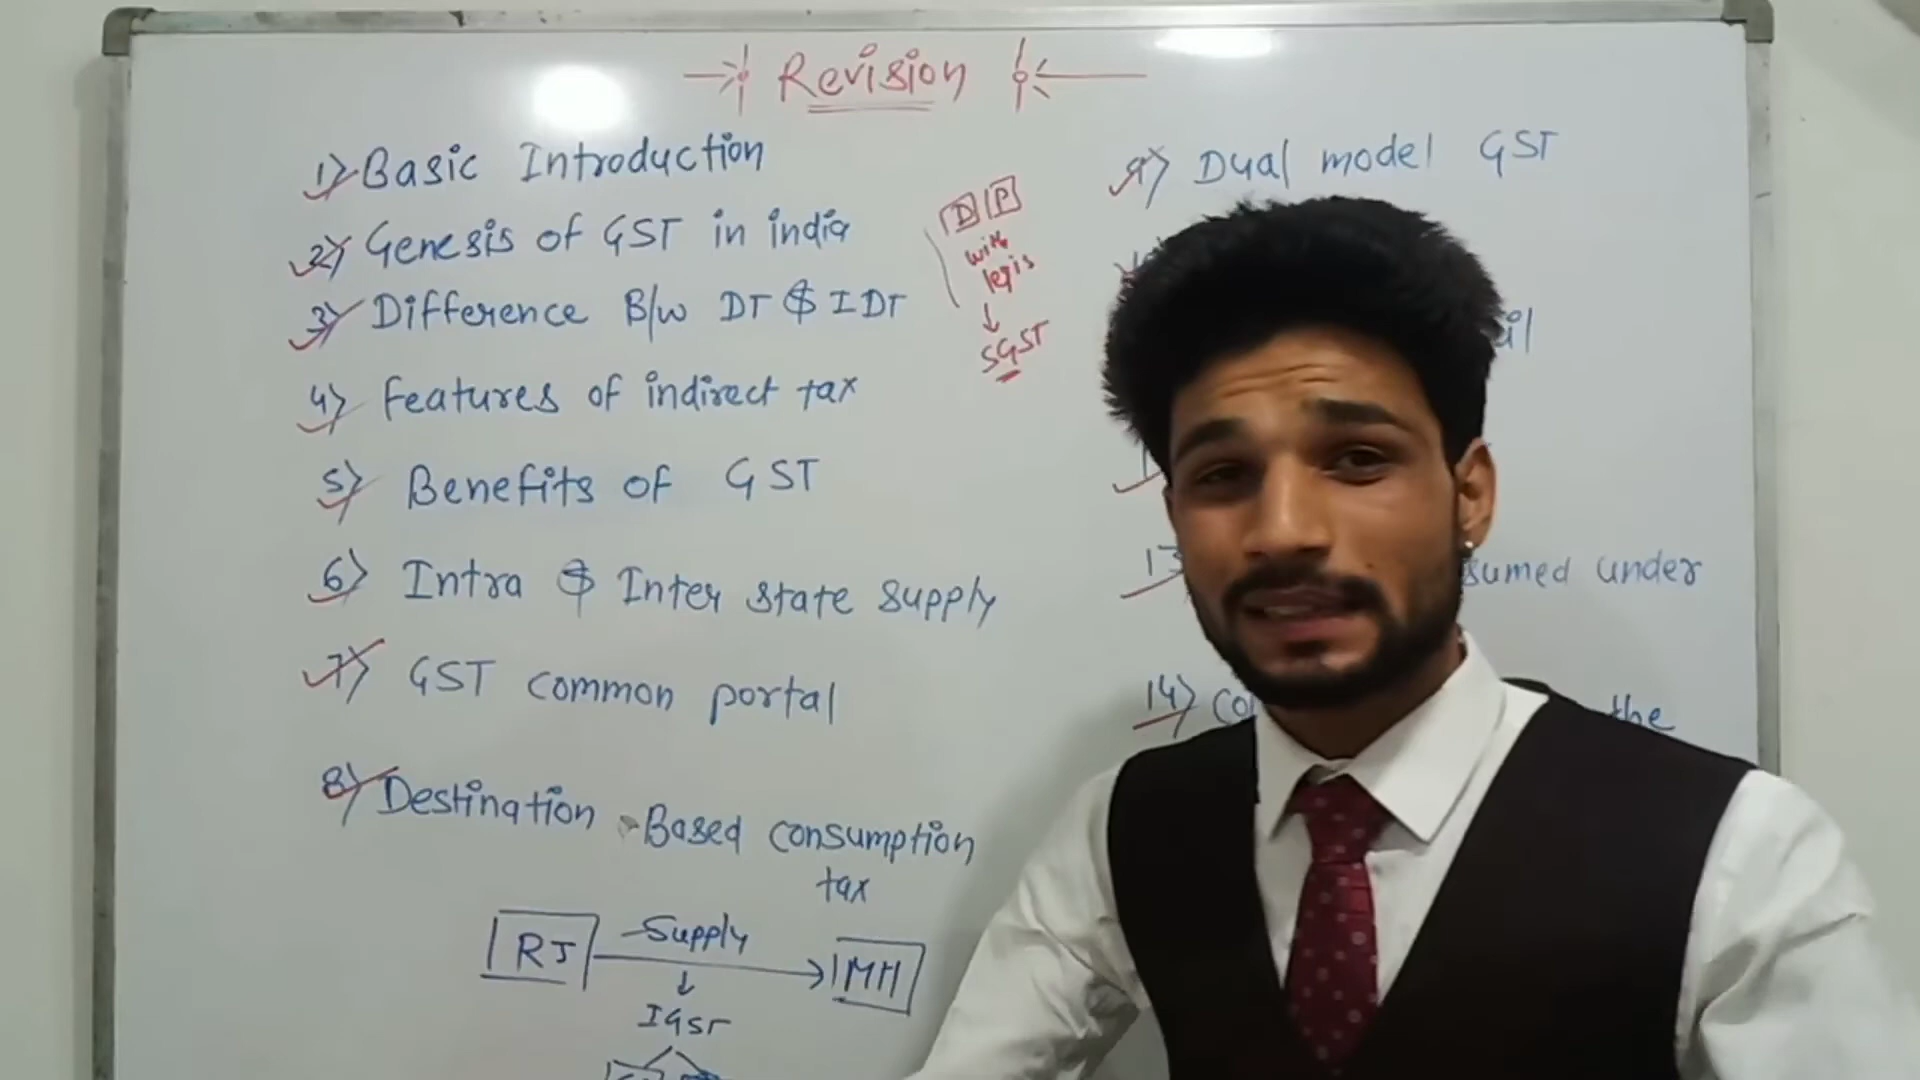 Revision
1) Basic Introduction
2) Genesis of GST in india
3) Difference B/w DT & IDT
4) Features of indirect tax
5) Benefits of GST
6) Intra & Inter state supply
7) GST common portal
8) Destination Based consumption
tax
RJ Supply MH
IGST
D P
with
legis
SGST
9) Dual model GST
13 sumed under
14) the